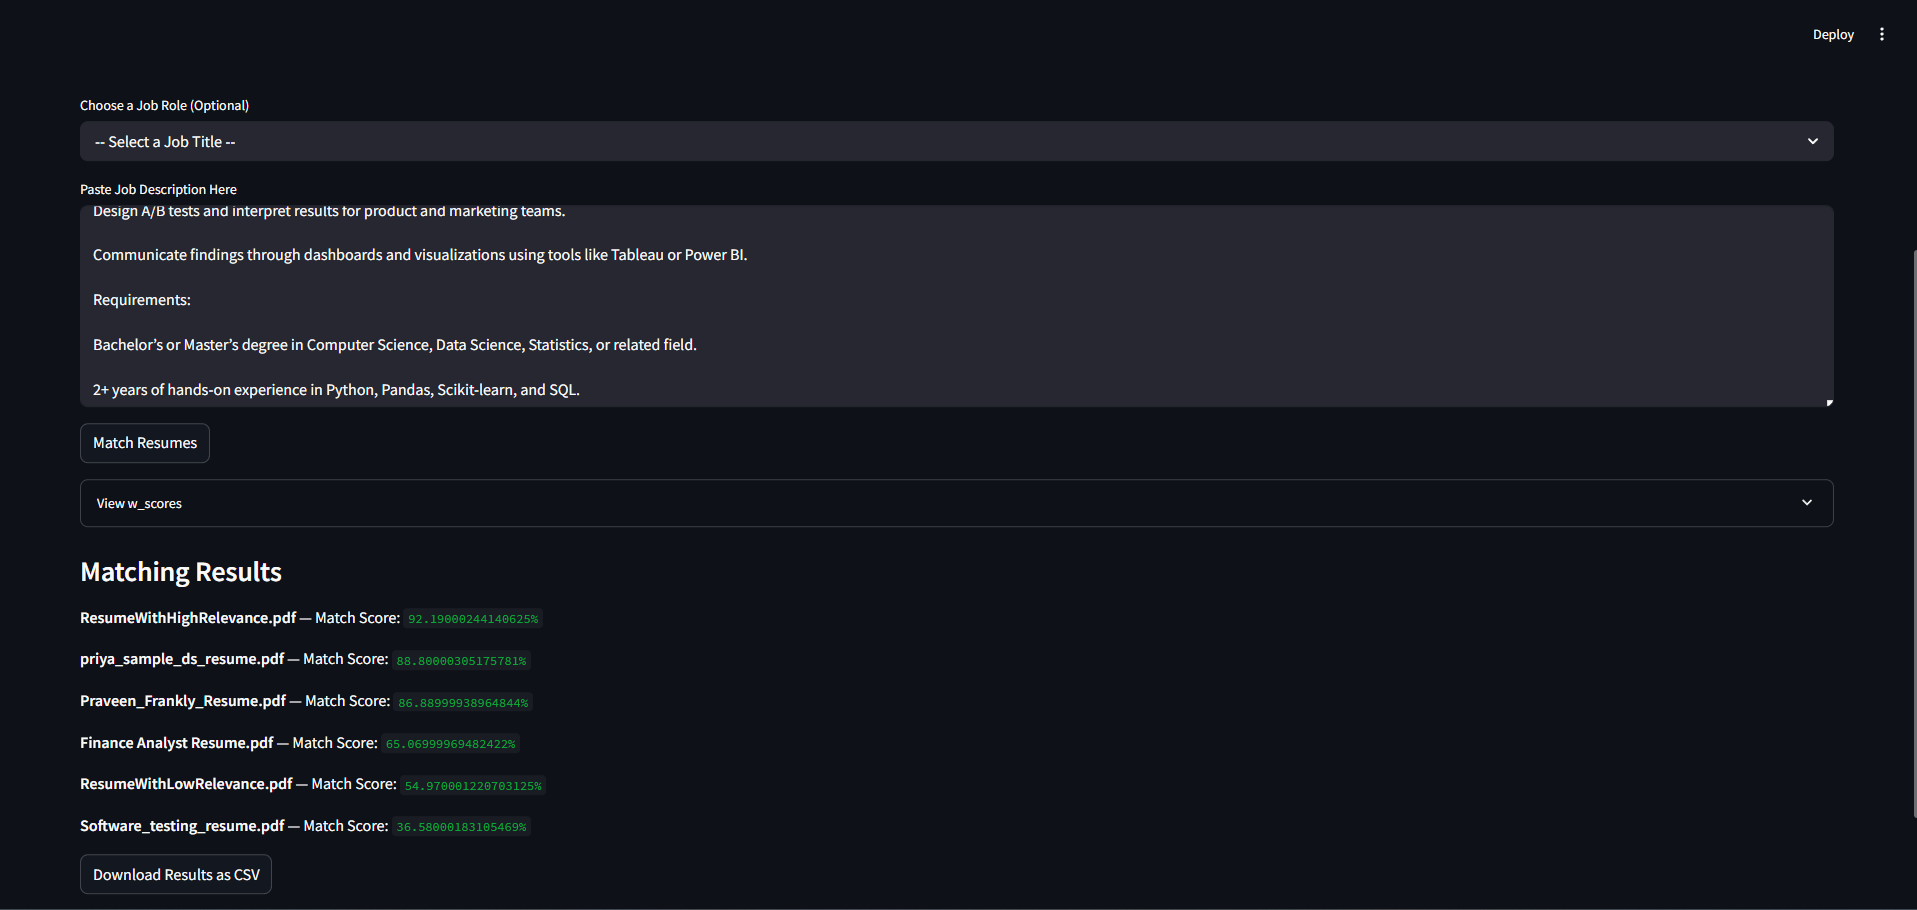 Deploy
Choose a Job Role (Optional)
-- Select a Job Title --
Paste Job Description Here
Design A/B tests and interpret results for product and marketing teams.
Communicate findings through dashboards and visualizations using tools like Tableau or Power BI.
Requirements:
Bachelor’s or Master’s degree in Computer Science, Data Science, Statistics, or related field.
2+ years of hands-on experience in Python, Pandas, Scikit-learn, and SQL.
Match Resumes
View w_scores
Matching Results
ResumeWithHighRelevance.pdf — Match Score: 92.19000244140625%
priya_sample_ds_resume.pdf — Match Score: 88.80000305175781%
Praveen_Frankly_Resume.pdf — Match Score: 86.88999938964844%
Finance Analyst Resume.pdf — Match Score: 65.06999969482422%
ResumeWithLowRelevance.pdf — Match Score: 54.970001220703125%
Software_testing_resume.pdf — Match Score: 36.58000183105469%
Download Results as CSV